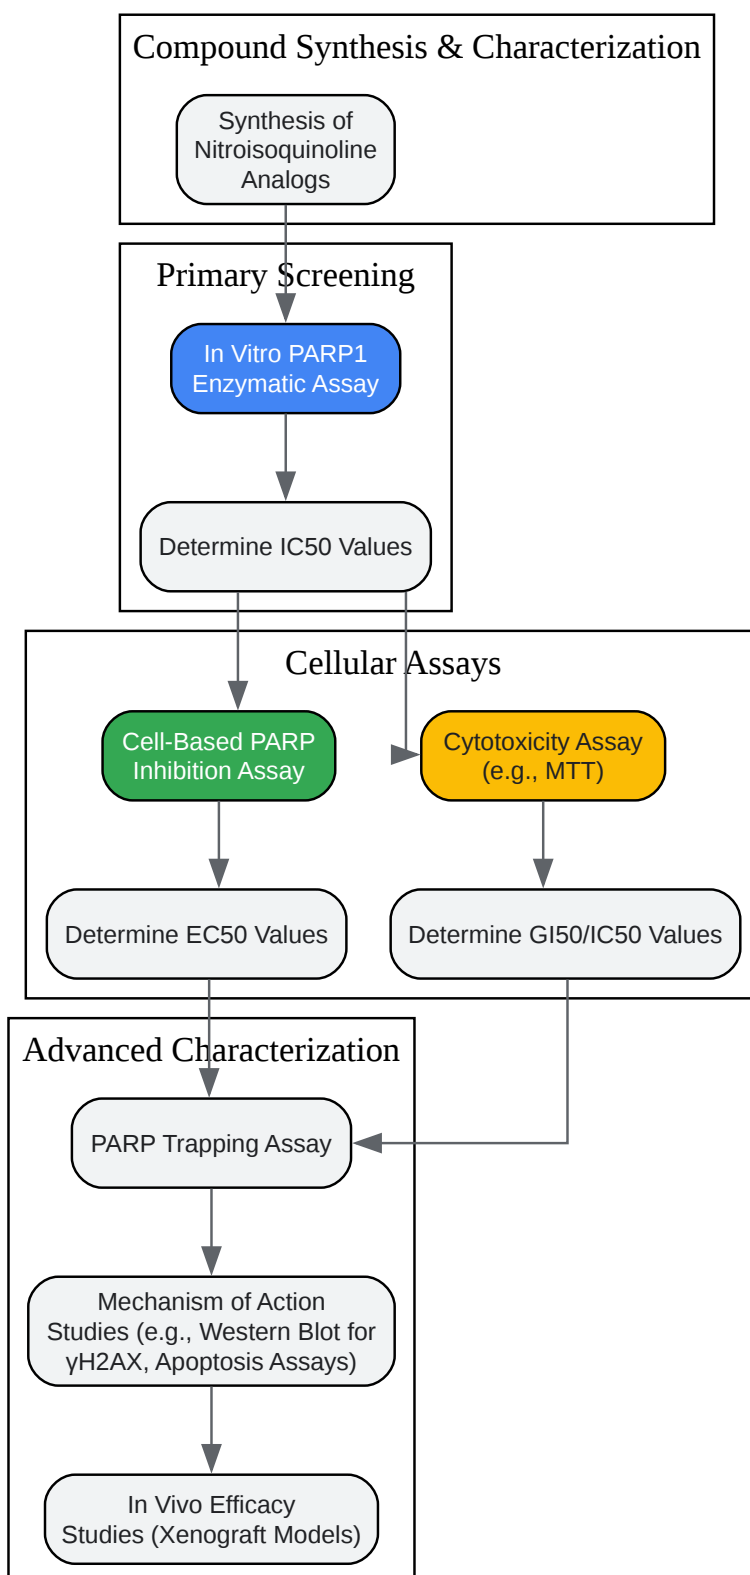 Compound Synthesis & Characterization
Synthesis of
Nitroisoquinoline
Analogs
Primary Screening
In Vitro PARP1
Enzymatic Assay
Determine IC50 Values
Cellular Assays
Cell-Based PARP
Inhibition Assay
Cytotoxicity Assay
(e.g., MTT)
Determine EC50 Values
Determine GI50/IC50 Values
Advanced Characterization
PARP Trapping Assay
Mechanism of Action
Studies (e.g., Western Blot for
γH2AX, Apoptosis Assays)
In Vivo Efficacy
Studies (Xenograft Models)